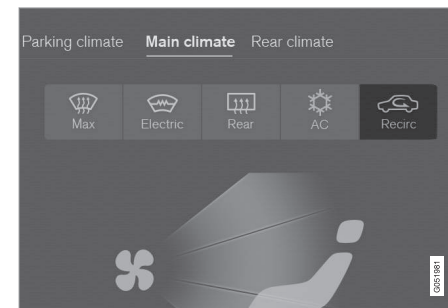 Parking climate Main climate Rear climate
Max Electric Rear AC Recirc
G051981